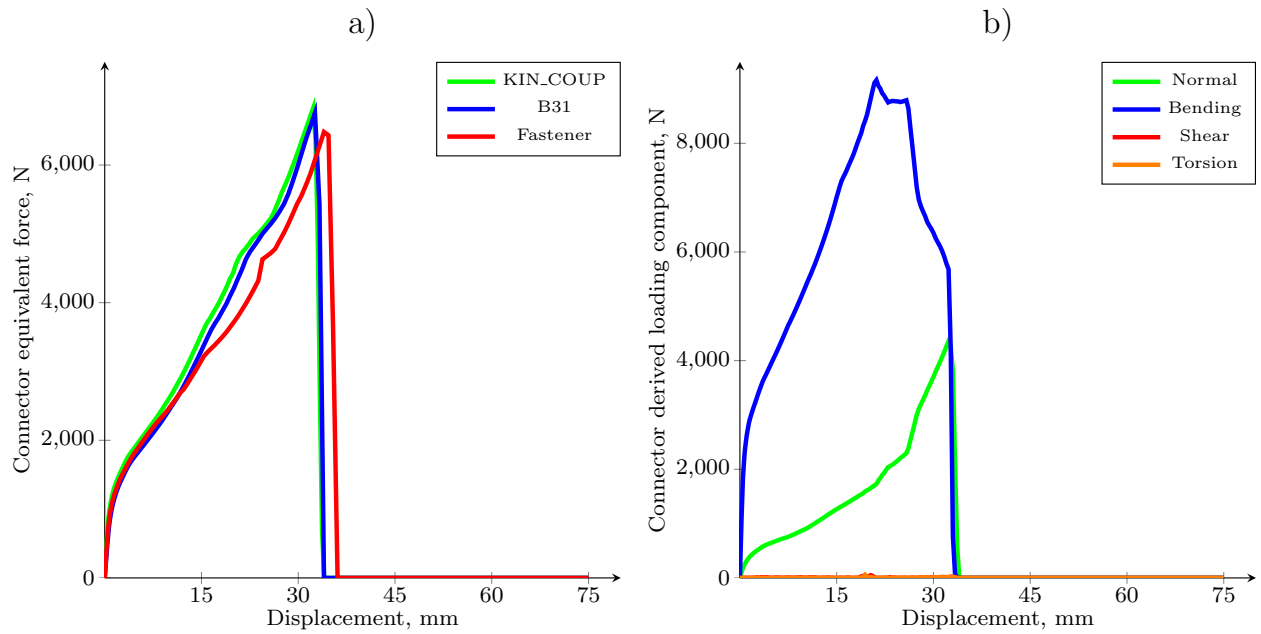 a)
KIN_COUP
B31
Fastener
Connector equivalent force, N
6,000
4,000
2,000
0
15
30
45
60
75
Displacement, mm
b)
Normal
Bending
Shear
Torsion
Connector derived loading component, N
8,000
6,000
4,000
2,000
0
15
30
45
60
75
Displacement, mm